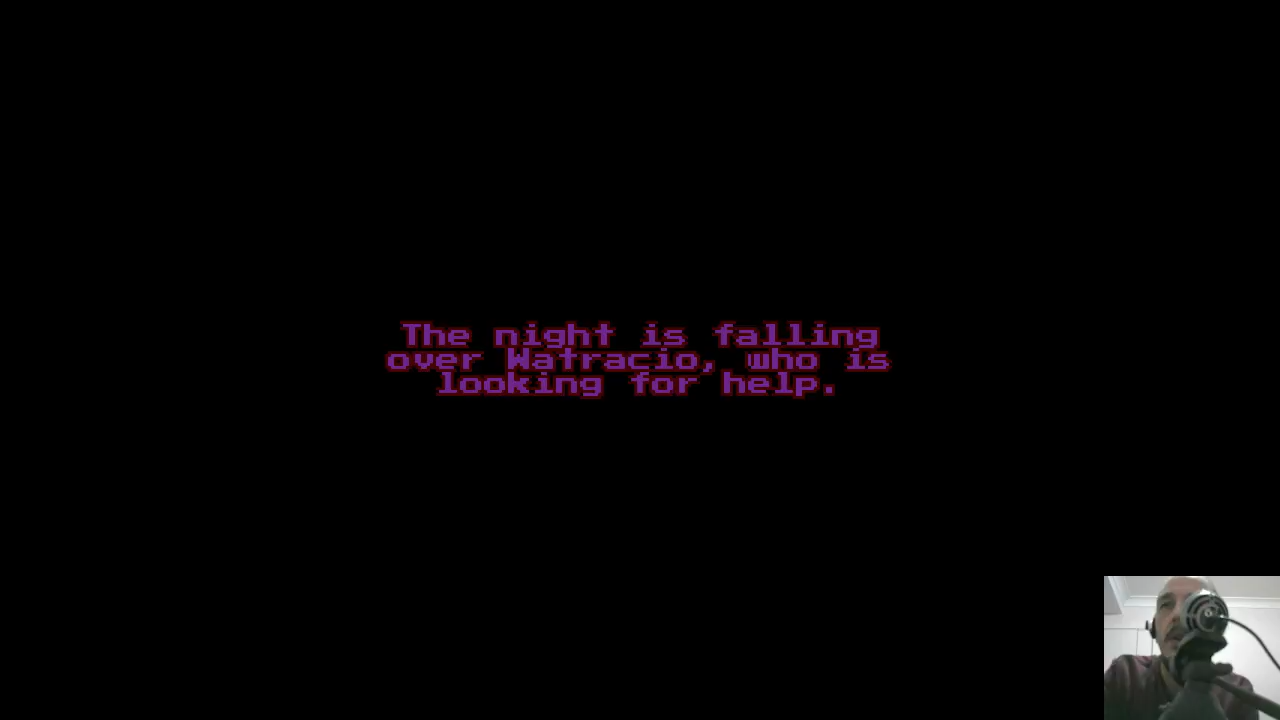 The night is falling
over Watracio, who is
looking for help.